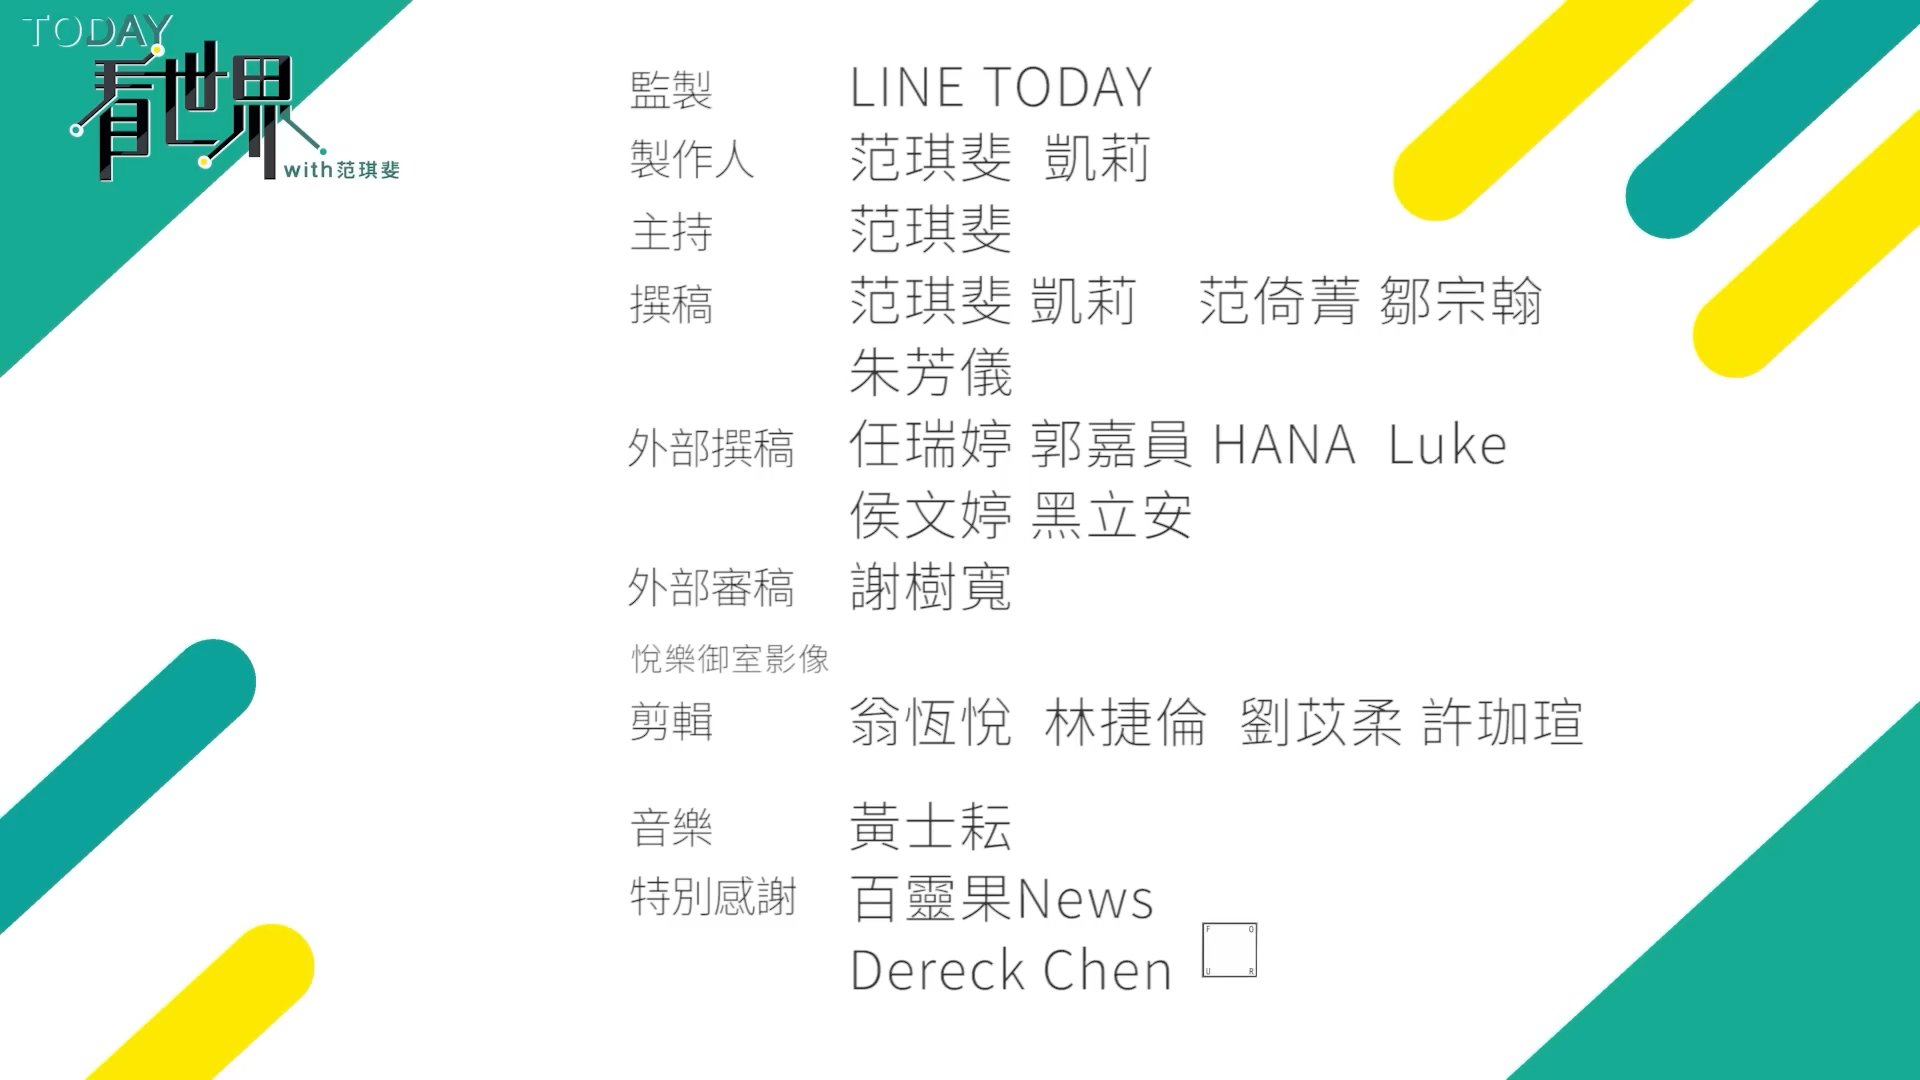 TODAY
看世界
with范琪斐
監製 LINE TODAY
製作人 范琪斐 凱莉
主持 范琪斐
撰稿 范琪斐 凱莉 范倚菁 鄒宗翰
朱芳儀
外部撰稿 任瑞婷 郭嘉員 HANA Luke
侯文婷 黑立安
外部審稿 謝樹寬
悅樂御室影像
剪輯 翁恆悅 林捷倫 劉苡柔 許珈瑄
音樂 黃士耘
特別感謝 百靈果News
Dereck Chen
F O
U R